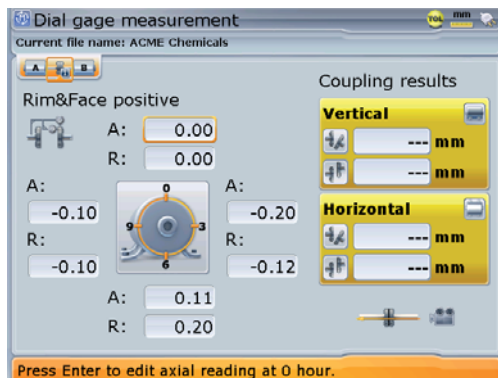 Dial gage measurement
TOL mm
Current file name: ACME Chemicals
A B
Coupling results
Rim&Face positive
Vertical
A: 0.00
--- mm
R: 0.00
--- mm
A: A:
-0.10 -0.20
0
9 3
6
Horizontal
R: R:
--- mm
-0.10 -0.12
--- mm
A: 0.11
R: 0.20
Press Enter to edit axial reading at 0 hour.